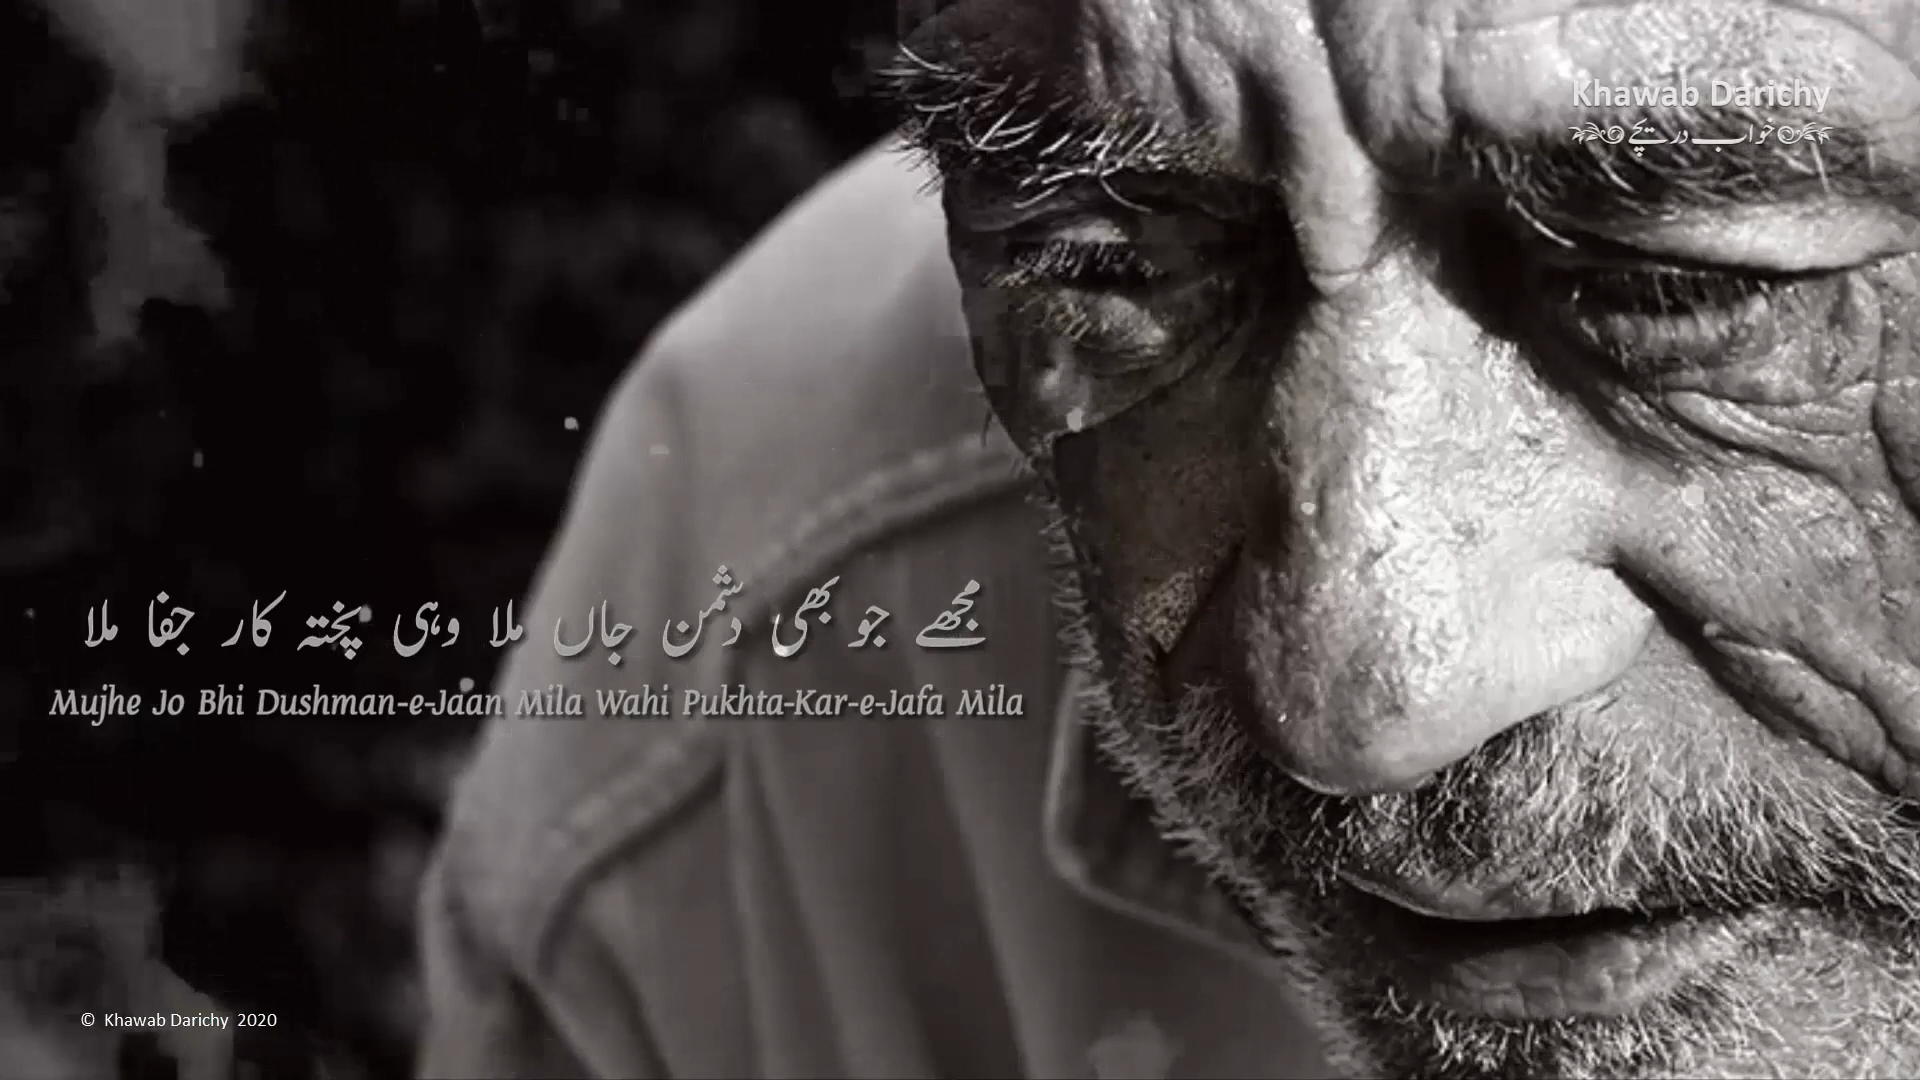 Khawab Darichy
خواب دریچے
مجھے جو بھی دشمن جاں ملا وہی پختہ کار جفا ملا
Mujhe Jo Bhi Dushman-e-Jaan Mila Wahi Pukhta-Kar-e-Jafa Mila
© Khawab Darichy 2020